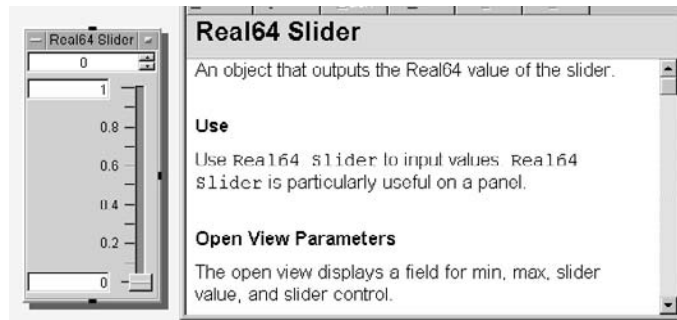 Real64 Slider
0
1
0.8
0.6
0.4
0.2
0
Real64 Slider
An object that outputs the Real64 value of the slider.
Use
Use Real64 Slider to input values. Real64
Slider is particularly useful on a panel.
Open View Parameters
The open view displays a field for min, max, slider
value, and slider control.